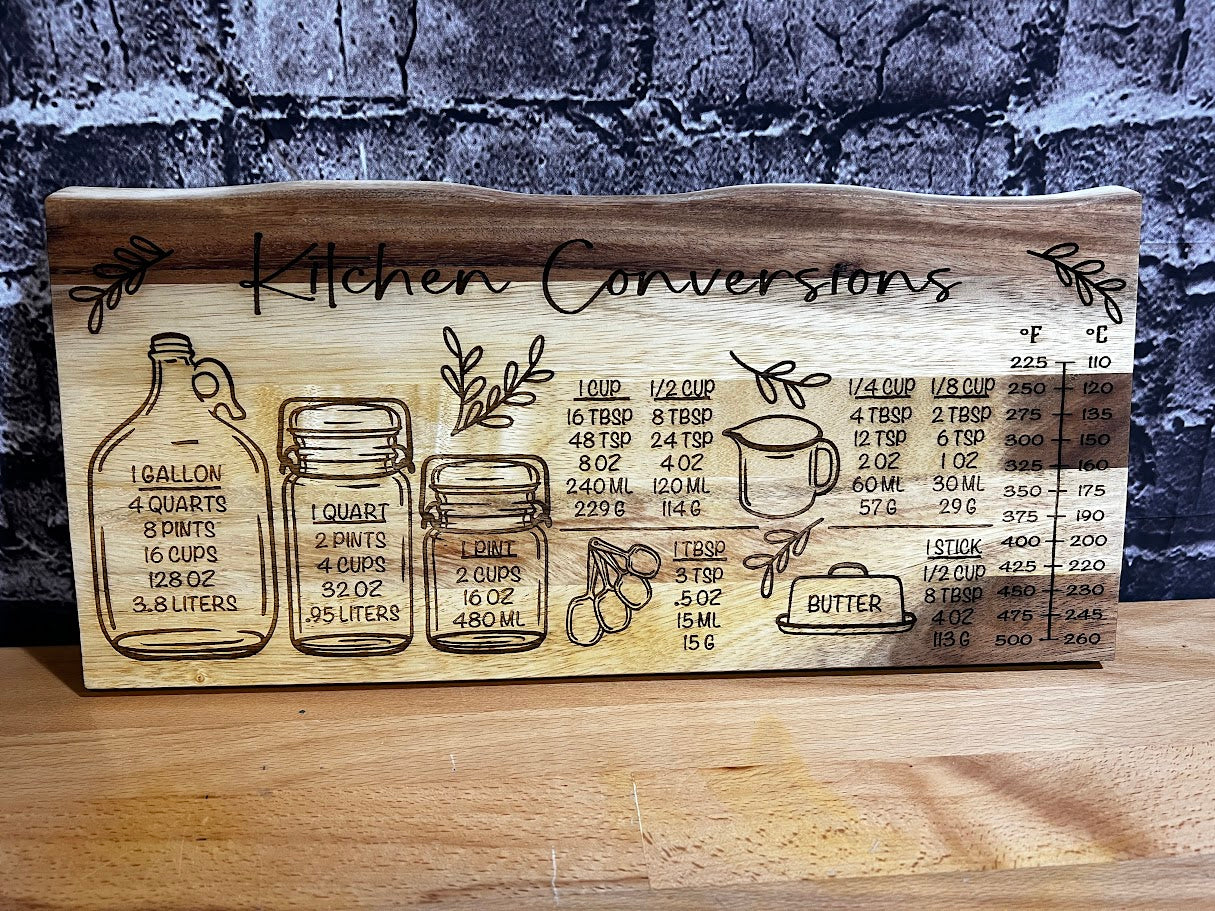 Kitchen Conversions
1 GALLON
4 QUARTS
8 PINTS
16 CUPS
128 OZ
3.8 LITERS
1 QUART
2 PINTS
4 CUPS
32 OZ
.95 LITERS
1 PINT
2 CUPS
16 OZ
480 ML
1 CUP
16 TBSP
48 TSP
8 OZ
240 ML
229 G
1/2 CUP
8 TBSP
24 TSP
4 OZ
120 ML
114 G
1/4 CUP
4 TBSP
12 TSP
2 OZ
60 ML
57 G
1/8 CUP
2 TBSP
6 TSP
1 OZ
30 ML
29 G
1 TBSP
3 TSP
.5 OZ
15 ML
15 G
BUTTER
1 STICK
1/2 CUP
8 TBSP
4 OZ
113 G
°F °C
225 110
250 120
275 135
300 150
325 160
350 175
375 190
400 200
425 220
450 230
475 245
500 260